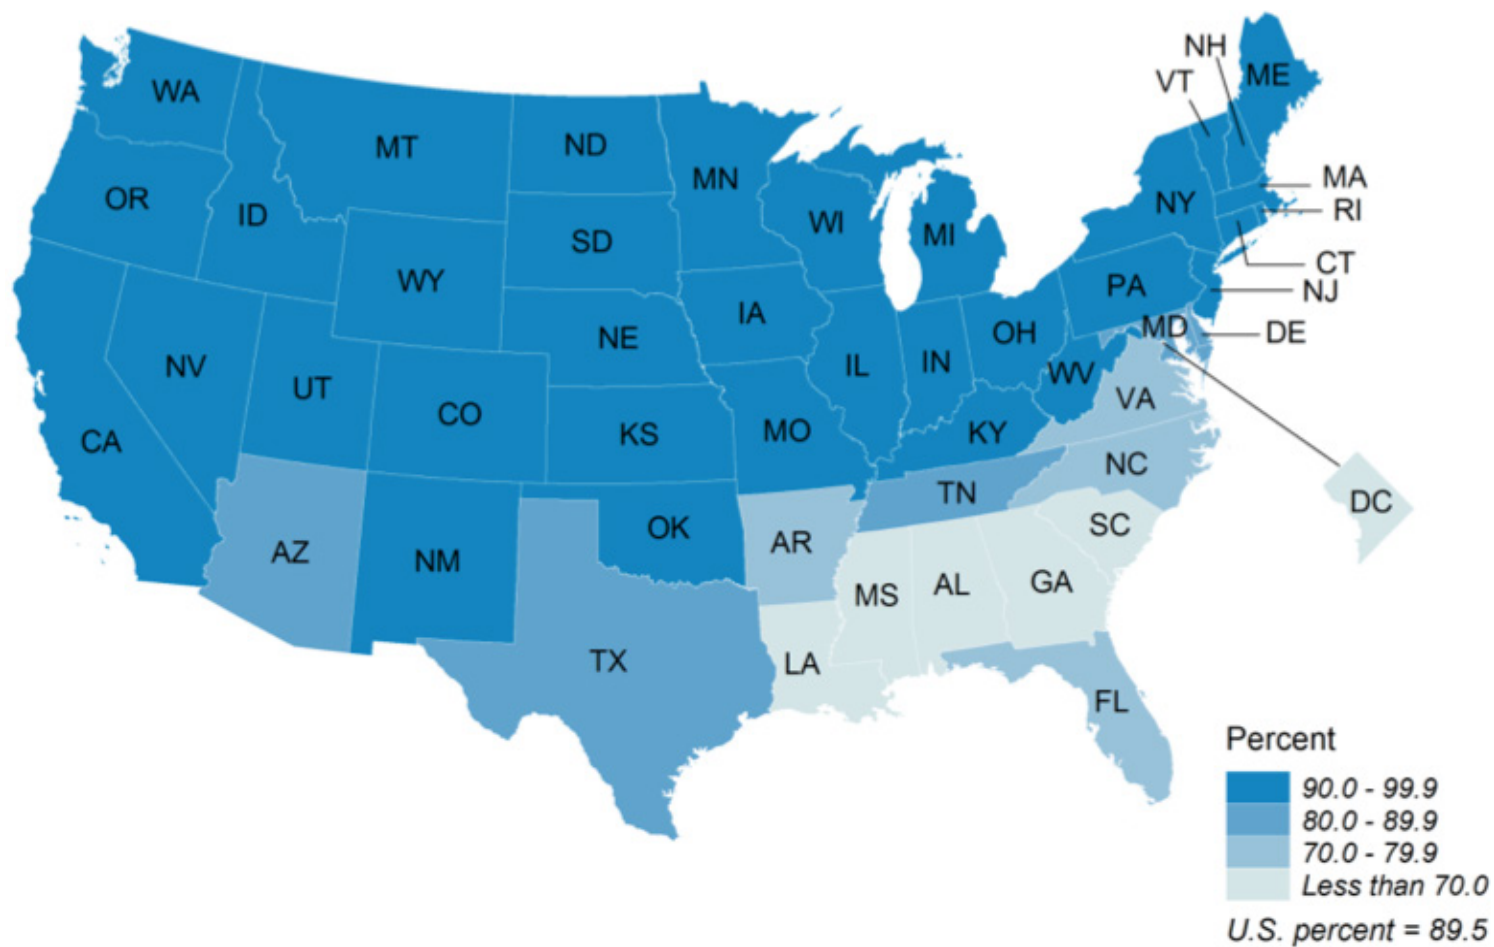 NH
VT
ME
WA
MT
ND
MN
OR
ID
WI
MI
NY
MA
RI
SD
WY
CT
PA
NJ
IA
NE
OH
MD
DE
NV
UT
IL
IN
WV
CO
VA
CA
KS
MO
KY
NC
TN
DC
OK
SC
AZ
NM
AR
MS
AL
GA
TX
LA
FL
Percent
90.0 - 99.9
80.0 - 89.9
70.0 - 79.9
Less than 70.0
U.S. percent = 89.5